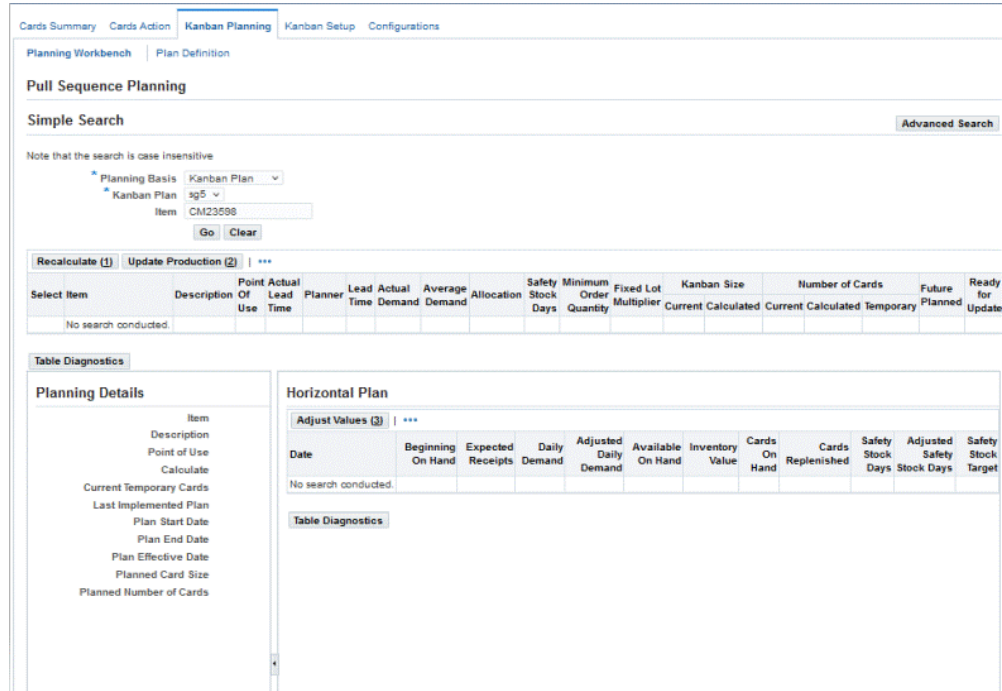 Cards Summary Cards Action Kanban Planning Kanban Setup Configurations
Planning Workbench Plan Definition
Pull Sequence Planning
Simple Search
Advanced Search
Note that the search is case insensitive
* Planning Basis Kanban Plan
* Kanban Plan sg5
Item CM23598
Go Clear
Recalculate (1) Update Production (2) | •••
Select Item Description Point Of Use Actual Lead Time Planner Lead Time Actual Demand Average Demand Allocation Safety Stock Days Minimum Order Quantity Fixed Lot Multiplier Kanban Size Current Calculated Number of Cards Current Calculated Temporary Future Planned Ready for Update
No search conducted.
Table Diagnostics
Planning Details
Item
Description
Point of Use
Calculate
Current Temporary Cards
Last Implemented Plan
Plan Start Date
Plan End Date
Plan Effective Date
Planned Card Size
Planned Number of Cards
Horizontal Plan
Adjust Values (3) | •••
Date Beginning On Hand Expected Receipts Daily Demand Adjusted Daily Demand Available On Hand Inventory Value Cards On Hand Cards Replenished Safety Stock Days Adjusted Safety Stock Days Safety Stock Target
No search conducted.
Table Diagnostics